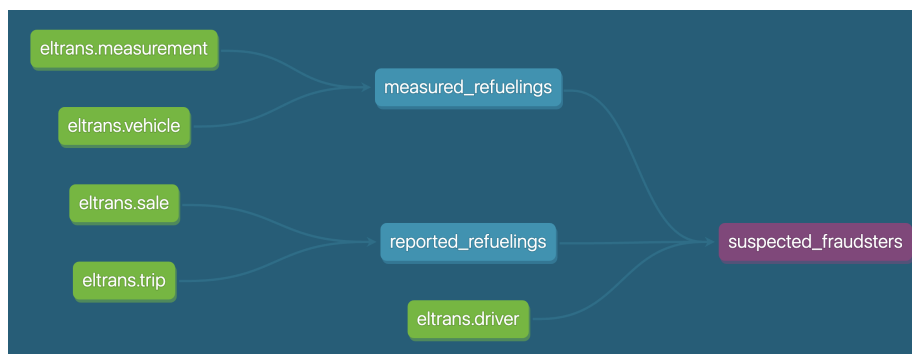 eltrans.measurement
measured_refuelings
eltrans.vehicle
eltrans.sale
reported_refuelings
suspected_fraudsters
eltrans.trip
eltrans.driver